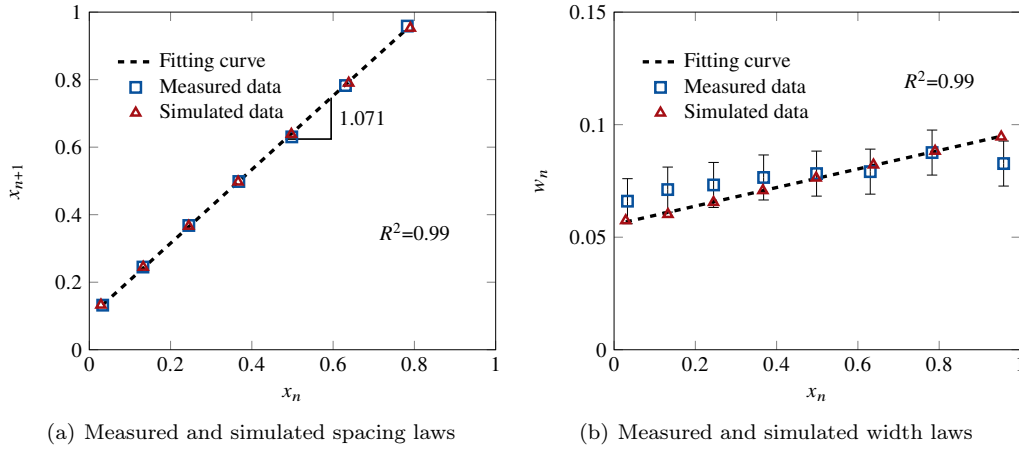 1
0.8
0.6
0.4
0.2
0
0
0.2
0.4
0.6
0.8
1
x_{n+1}
x_n
Fitting curve
Measured data
Simulated data
1.071
R²=0.99
(a) Measured and simulated spacing laws
0.15
0.1
0.05
0
0
0.2
0.4
0.6
0.8
1
w_n
x_n
Fitting curve
Measured data
Simulated data
R²=0.99
(b) Measured and simulated width laws